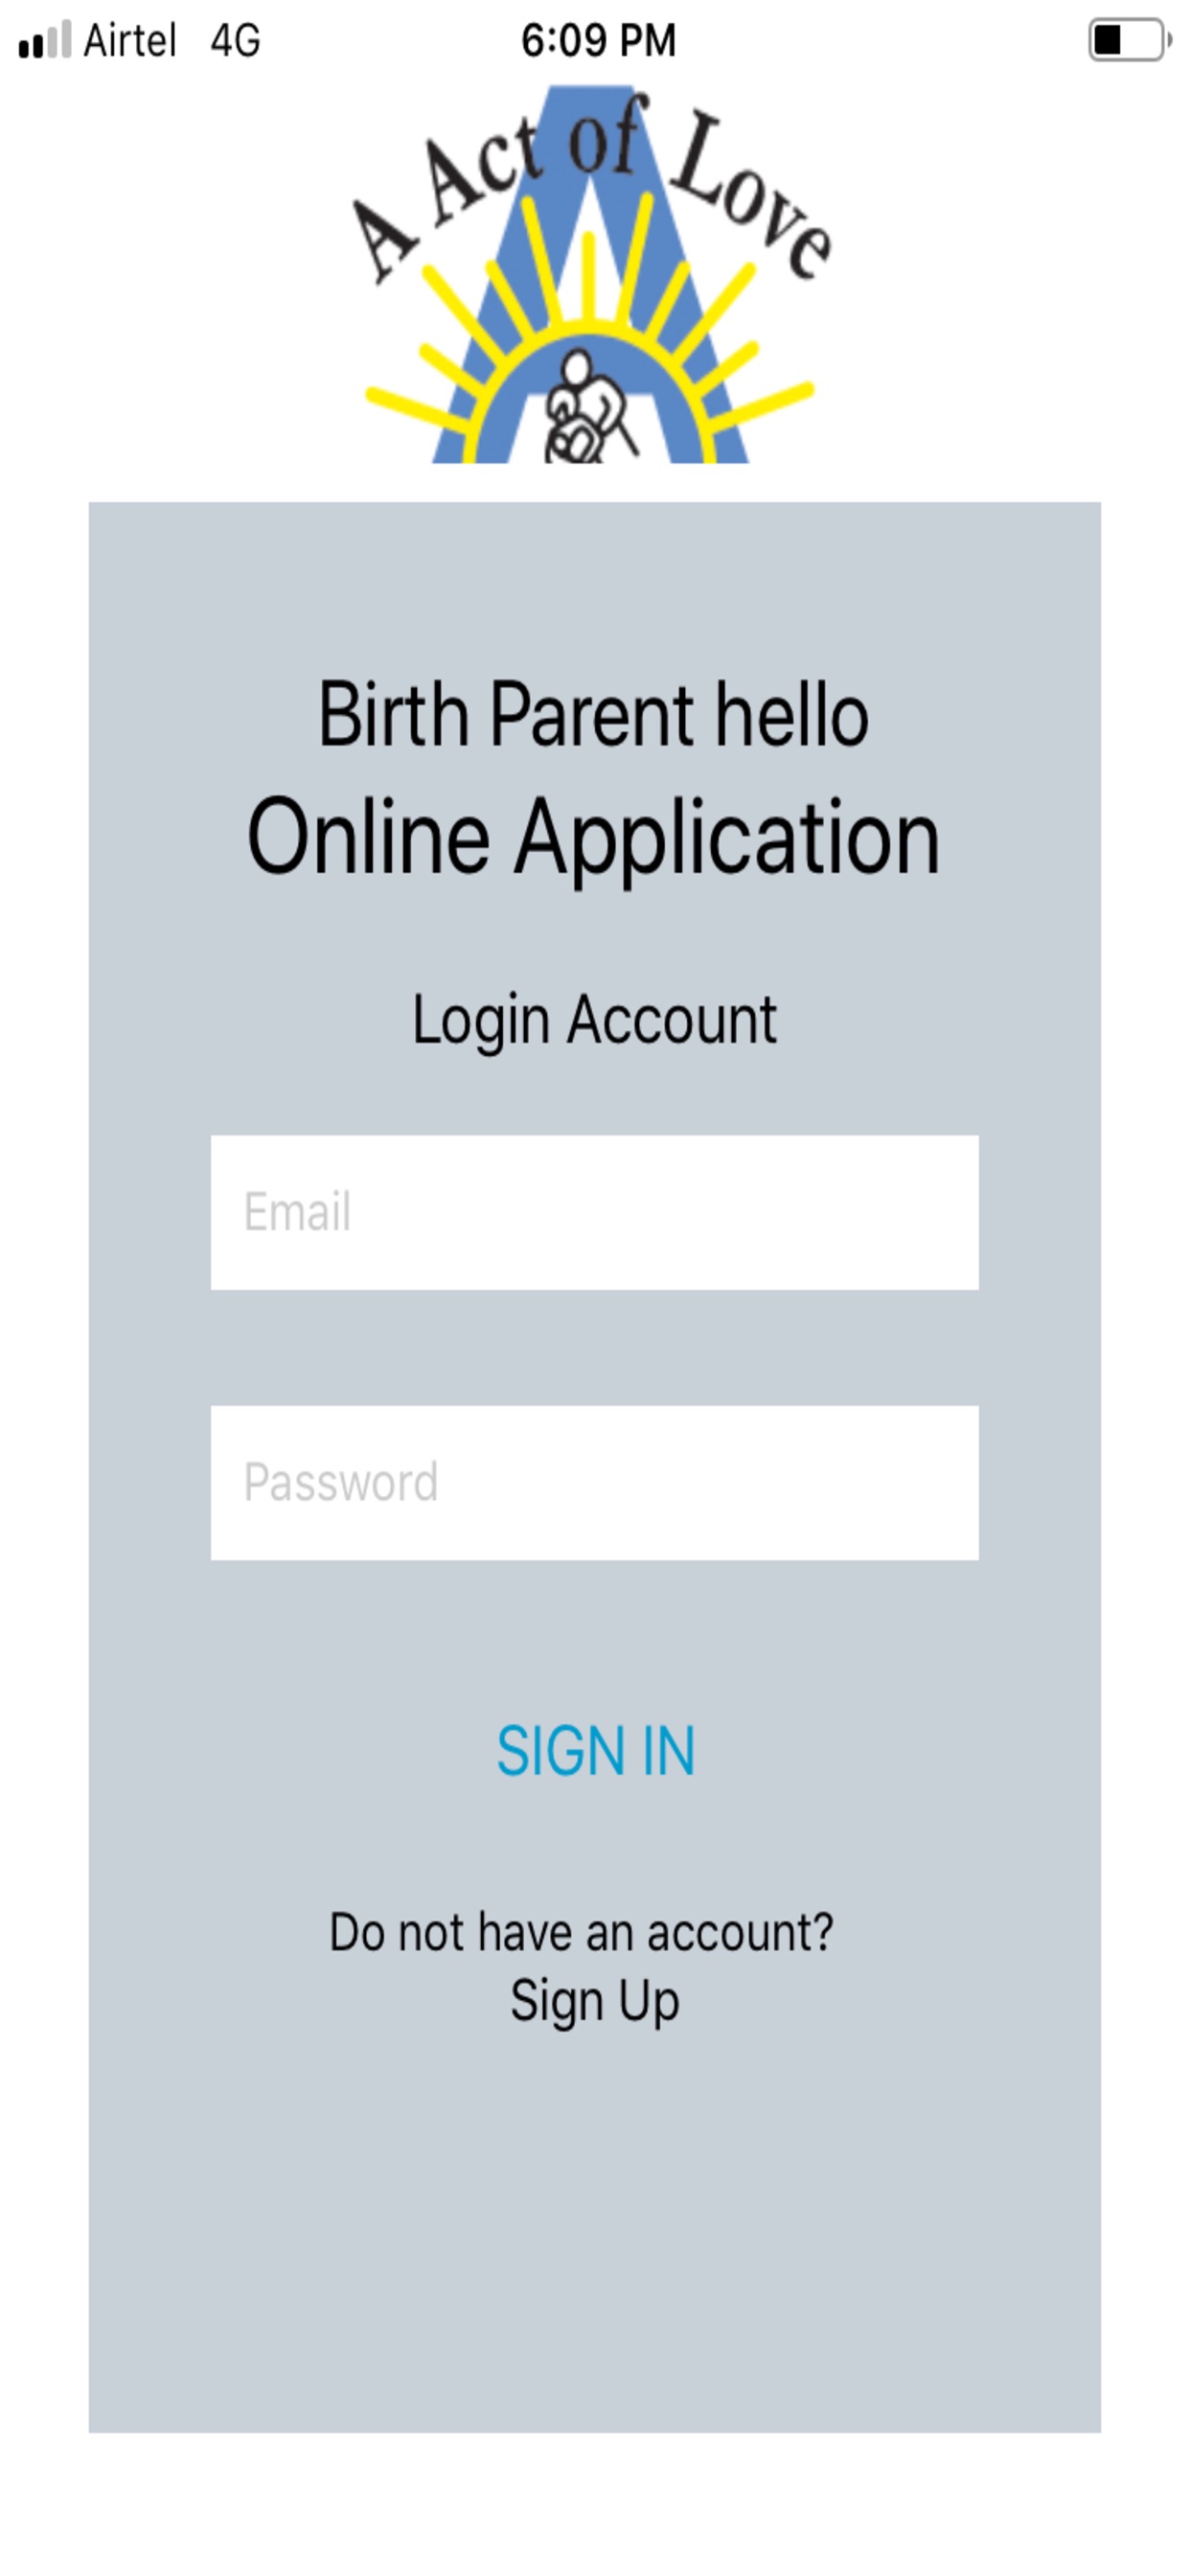 Airtel 4G 6:09 PM
A Act of Love
Birth Parent hello
Online Application
Login Account
Email
Password
SIGN IN
Do not have an account?
Sign Up